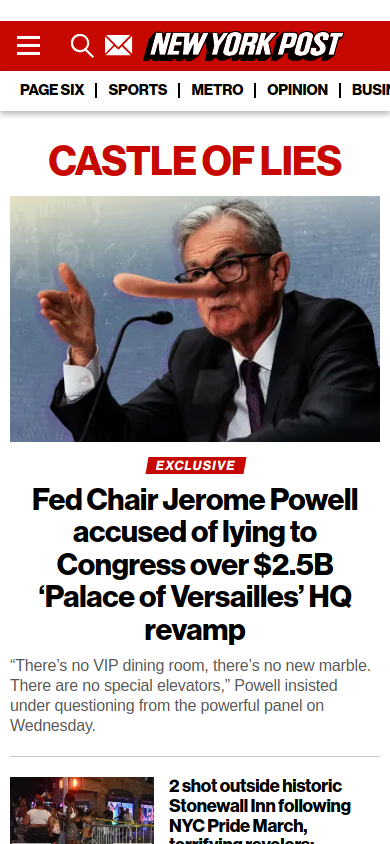 NEW YORK POST
PAGE SIX | SPORTS | METRO | OPINION | BUSI
CASTLE OF LIES
EXCLUSIVE
Fed Chair Jerome Powell
accused of lying to
Congress over $2.5B
‘Palace of Versailles’ HQ
revamp
“There’s no VIP dining room, there’s no new marble.
There are no special elevators,” Powell insisted
under questioning from the powerful panel on
Wednesday.
2 shot outside historic
Stonewall Inn following
NYC Pride March,
terrifying revelers: